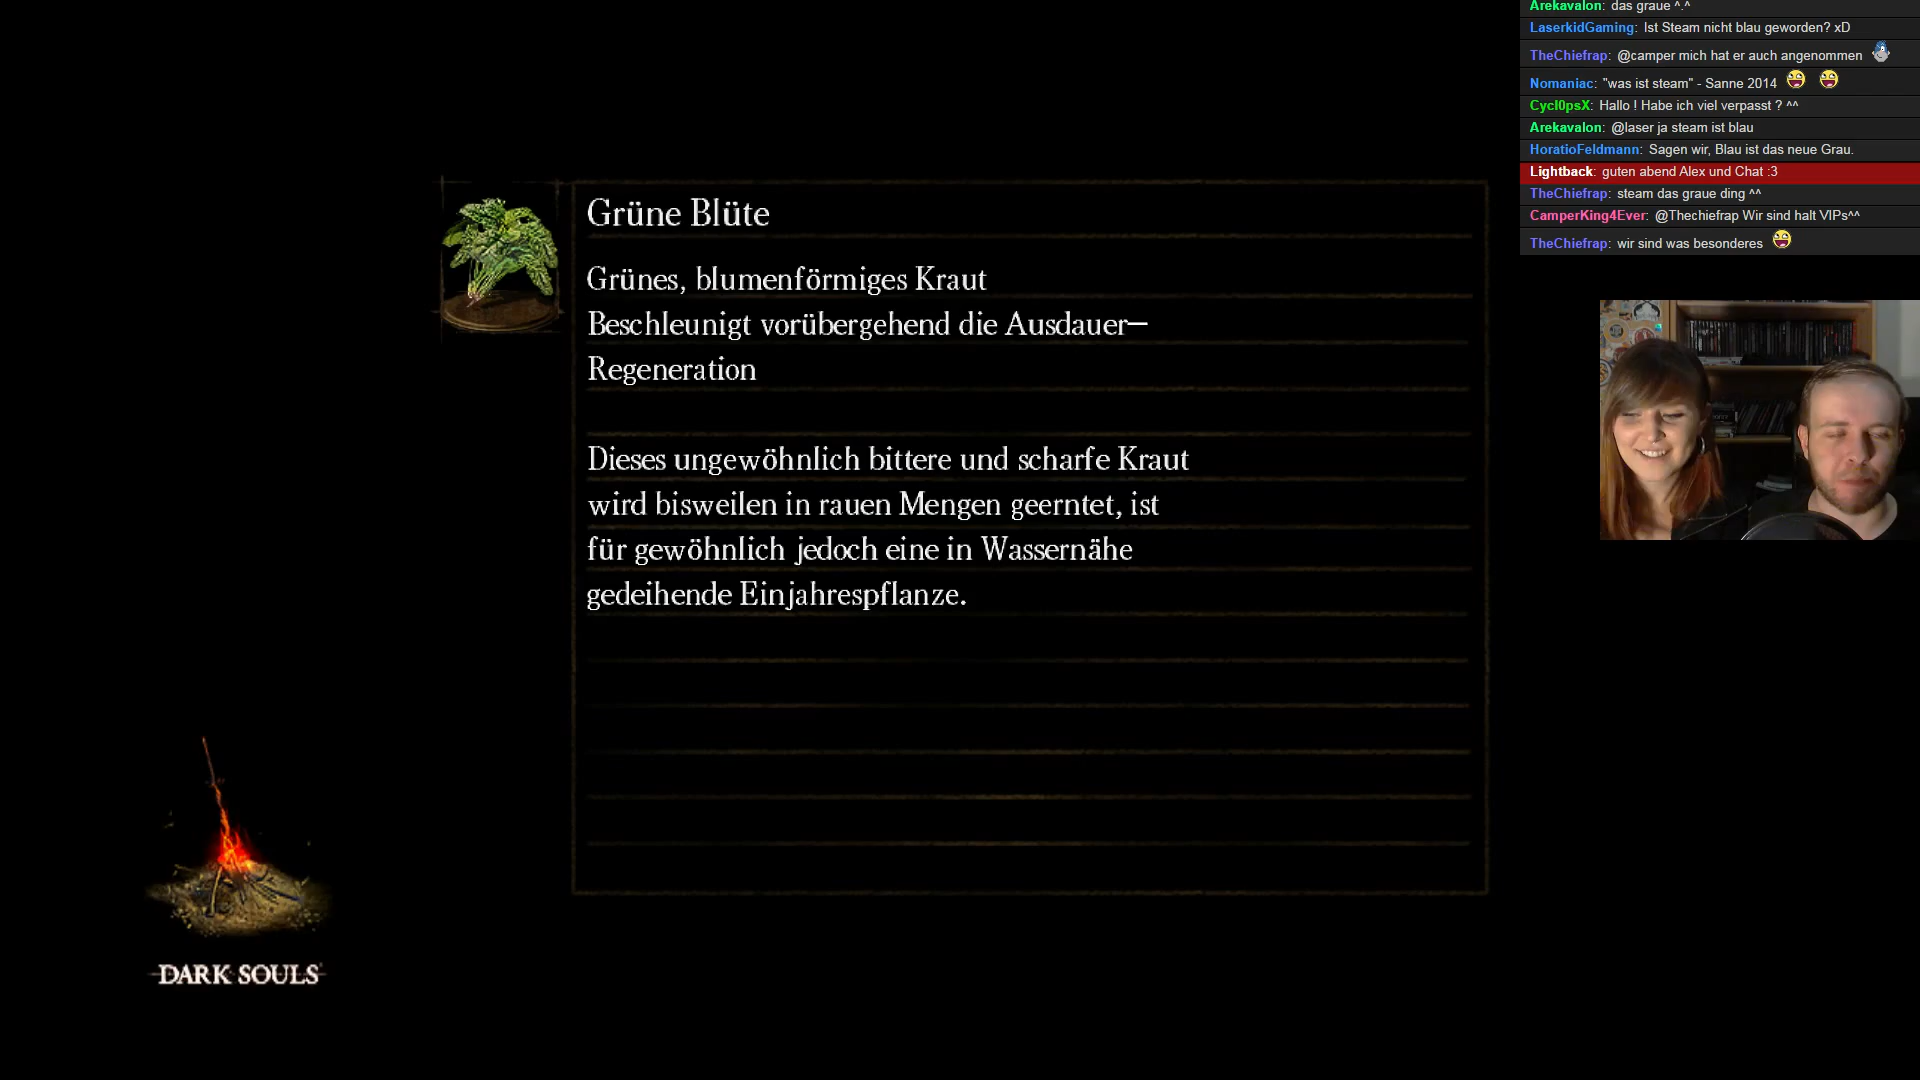 Grüne Blüte
Grünes, blumenförmiges Kraut
Beschleunigt vorübergehend die Ausdauer–
Regeneration
Dieses ungewöhnlich bittere und scharfe Kraut
wird bisweilen in rauen Mengen geerntet, ist
für gewöhnlich jedoch eine in Wassernähe
gedeihende Einjahrespflanze.
DARK SOULS
Arekavalon: das graue ^.^
LaserkidGaming: Ist Steam nicht blau geworden? xD
TheChiefrap: @camper mich hat er auch angenommen
Nomaniac: "was ist steam" - Sanne 2014
Cycl0psX: Hallo ! Habe ich viel verpasst ? ^^
Arekavalon: @laser ja steam ist blau
HoratioFeldmann: Sagen wir, Blau ist das neue Grau.
Lightback: guten abend Alex und Chat :3
TheChiefrap: steam das graue ding ^^
CamperKing4Ever: @Thechiefrap Wir sind halt VIPs^^
TheChiefrap: wir sind was besonderes